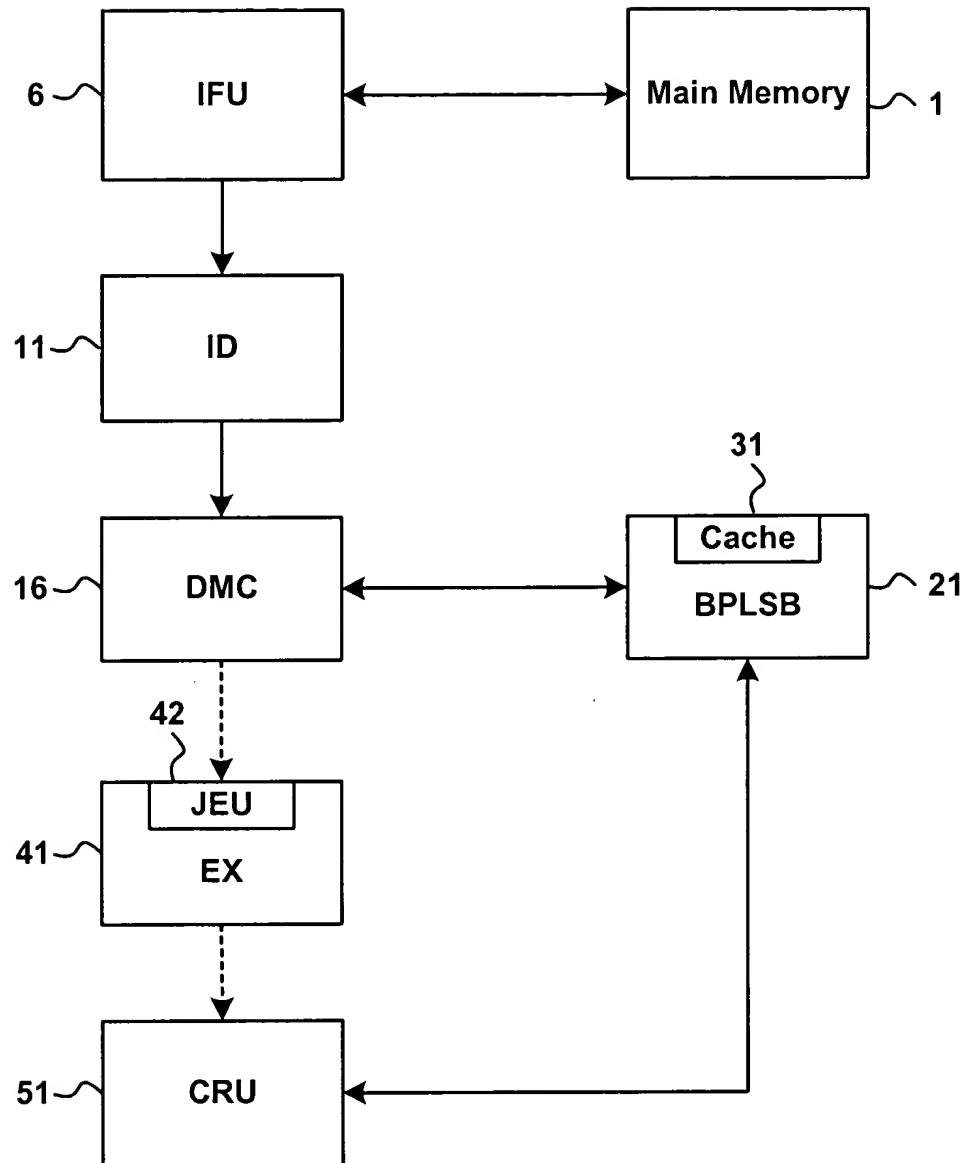 6
IFU
Main Memory
1
11
ID
31
Cache
16
DMC
BPLSB
21
42
JEU
41
EX
51
CRU